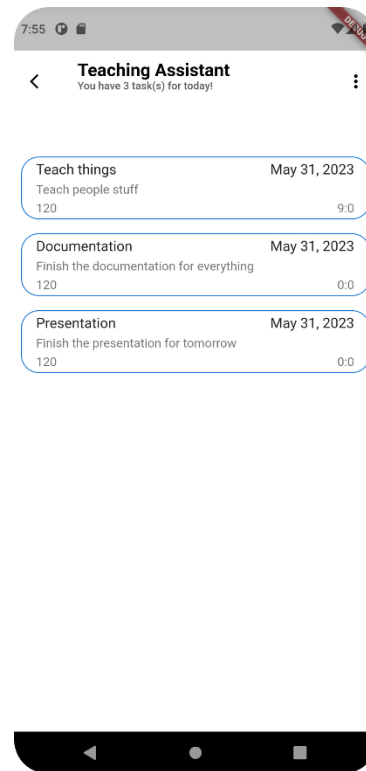 7:55
DEBUG
Teaching Assistant
You have 3 task(s) for today!
Teach things May 31, 2023
Teach people stuff
120 9:0
Documentation May 31, 2023
Finish the documentation for everything
120 0:0
Presentation May 31, 2023
Finish the presentation for tomorrow
120 0:0